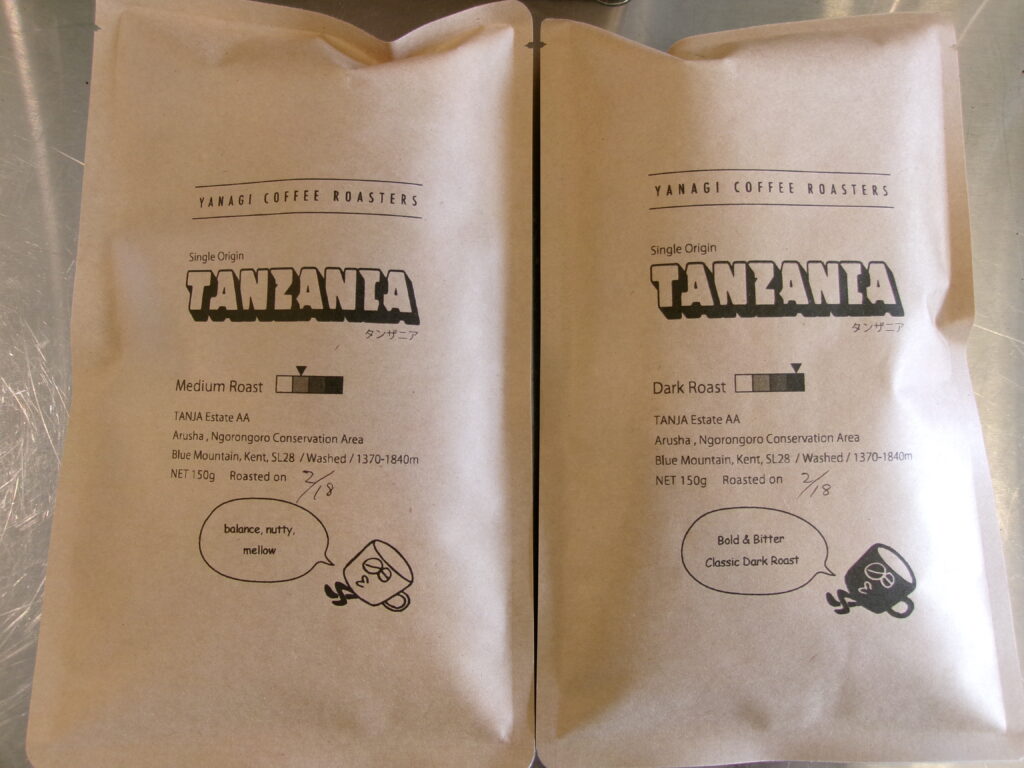 YANAGI COFFEE ROASTERS
Single Origin
TANZANIA
タンザニア
Medium Roast
TANJA Estate AA
Arusha , Ngorongoro Conservation Area
Blue Mountain, Kent, SL28 / Washed / 1370-1840m
NET 150g Roasted on 2/18
balance, nutty,
mellow
YANAGI COFFEE ROASTERS
Single Origin
TANZANIA
タンザニア
Dark Roast
TANJA Estate AA
Arusha , Ngorongoro Conservation Area
Blue Mountain, Kent, SL28 / Washed / 1370-1840m
NET 150g Roasted on 2/18
Bold & Bitter
Classic Dark Roast